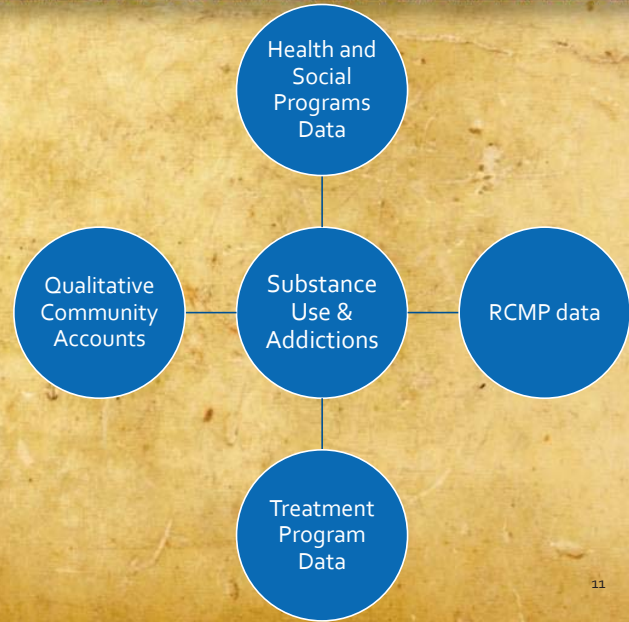 Health and
Social
Programs
Data
Qualitative
Community
Accounts
Substance
Use &
Addictions
RCMP data
Treatment
Program
Data
11